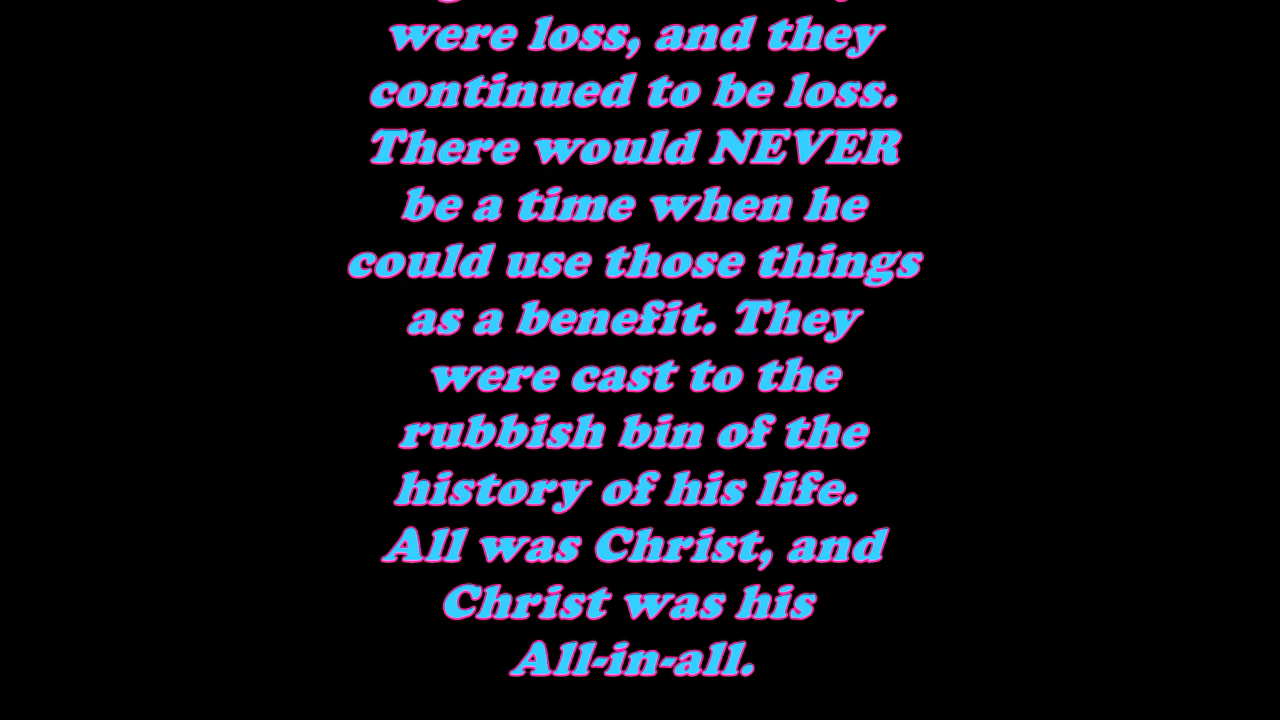 were loss, and they
continued to be loss.
There would NEVER
be a time when he
could use those things
as a benefit. They
were cast to the
rubbish bin of the
history of his life.
All was Christ, and
Christ was his
All-in-all.